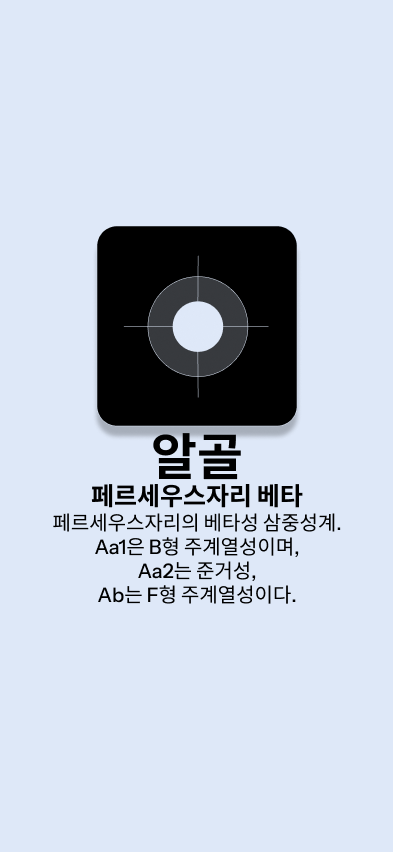 알골
페르세우스자리 베타
페르세우스자리의 베타성 삼중성계.
Aa1은 B형 주계열성이며,
Aa2는 준거성,
Ab는 F형 주계열성이다.